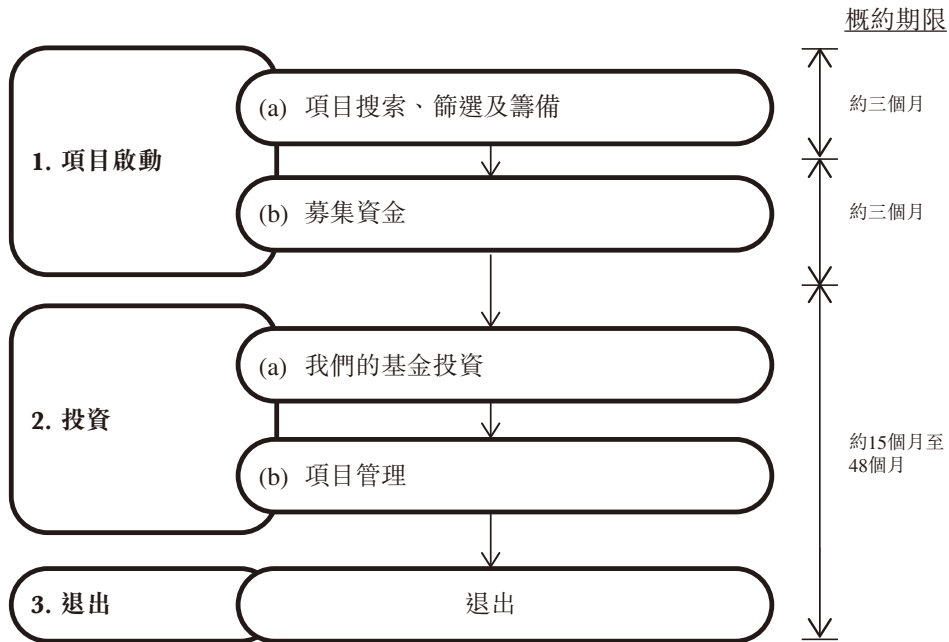 概約期限
(a) 項目搜索、篩選及籌備
約三個月
1. 項目啟動
(b) 募集資金
約三個月
(a) 我們的基金投資
2. 投資
約15個月至
48個月
(b) 項目管理
3. 退出
退出